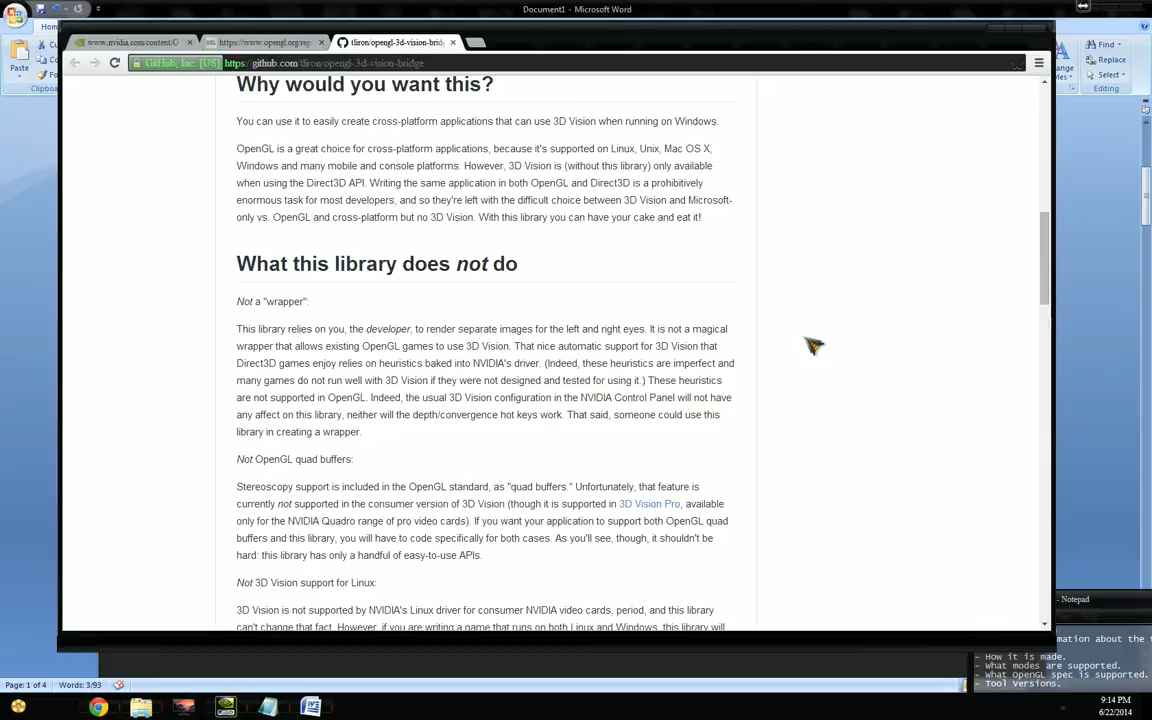 Document1 - Microsoft Word
www.nvidia.com/content/G
https://www.opengl.org/reg
tliron/opengl-3d-vision-brid
GitHub, Inc. [US]
https://github.com/tliron/opengl-3d-vision-bridge
Paste
Clipboa
Find
Replace
Select
Editing
Why would you want this?
You can use it to easily create cross-platform applications that can use 3D Vision when running on Windows.
OpenGL is a great choice for cross-platform applications, because it's supported on Linux, Unix, Mac OS X,
Windows and many mobile and console platforms. However, 3D Vision is (without this library) only available
when using the Direct3D API. Writing the same application in both OpenGL and Direct3D is a prohibitively
enormous task for most developers, and so they're left with the difficult choice between 3D Vision and Microsoft-
only vs. OpenGL and cross-platform but no 3D Vision. With this library you can have your cake and eat it!
What this library does not do
Not a "wrapper":
This library relies on you, the developer, to render separate images for the left and right eyes. It is not a magical
wrapper that allows existing OpenGL games to use 3D Vision. That nice automatic support for 3D Vision that
Direct3D games enjoy relies on heuristics baked into NVIDIA's driver. (Indeed, these heuristics are imperfect and
many games do not run well with 3D Vision if they were not designed and tested for using it.) These heuristics
are not supported in OpenGL. Indeed, the usual 3D Vision configuration in the NVIDIA Control Panel will not have
any affect on this library, neither will the depth/convergence hot keys work. That said, someone could use this
library in creating a wrapper.
Not OpenGL quad buffers:
Stereoscopy support is included in the OpenGL standard, as "quad buffers." Unfortunately, that feature is
currently not supported in the consumer version of 3D Vision (though it is supported in 3D Vision Pro, available
only for the NVIDIA Quadro range of pro video cards). If you want your application to support both OpenGL quad
buffers and this library, you will have to code specifically for both cases. As you'll see, though, it shouldn't be
hard: this library has only a handful of easy-to-use APIs.
Not 3D Vision support for Linux:
3D Vision is not supported by NVIDIA's Linux driver for consumer NVIDIA video cards, period, and this library
can't change that fact. However, if you are writing a game that runs on both Linux and Windows, this library will
- Notepad
mation about the t
- How it is made.
- What modes are supported.
- What OpenGL spec is supported.
- Tool Versions.
Page: 1 of 4
Words: 3/93
9:14 PM
6/22/2014